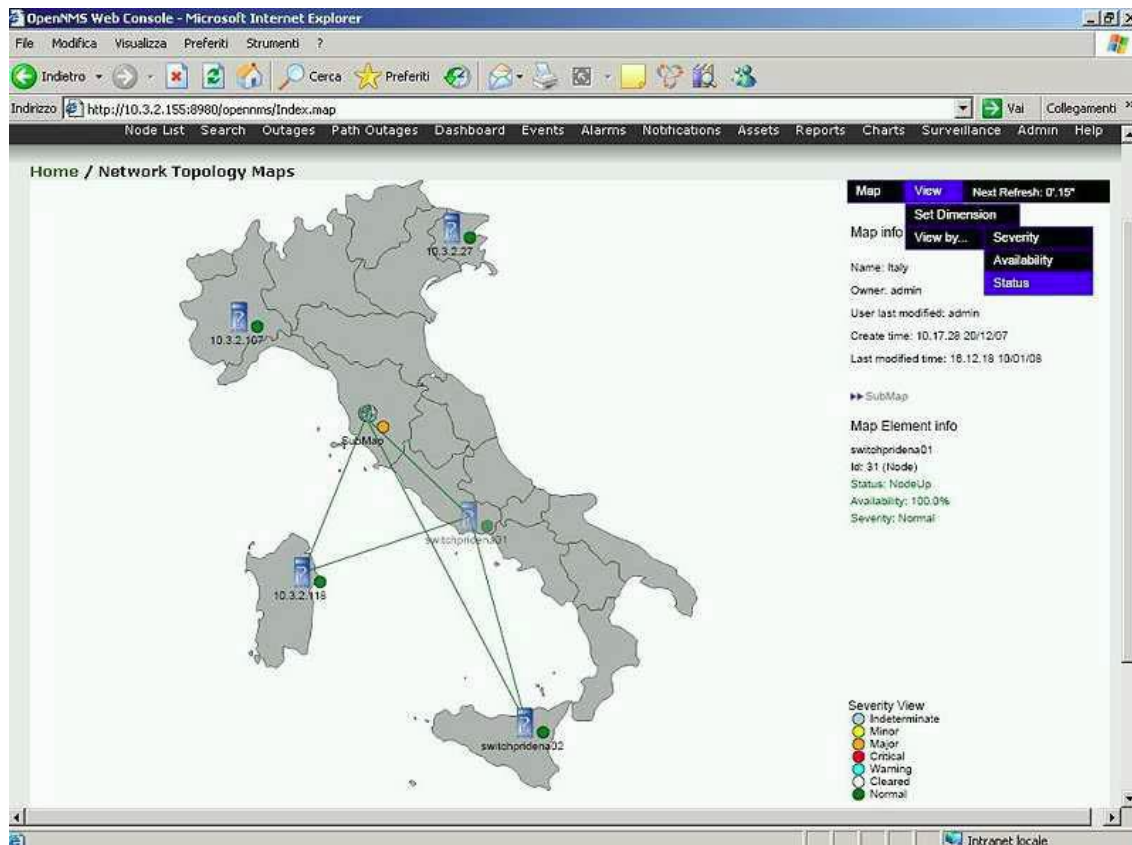 OpenNMS Web Console - Microsoft Internet Explorer
File Modifica Visualizza Preferiti Strumenti ?
Indietro Cerca Preferiti
Indirizzo http://10.3.2.155:8980/opennms/Index.map Vai Collegamenti
Node List Search Outages Path Outages Dashboard Events Alarms Notifications Assets Reports Charts Surveillance Admin Help
Home / Network Topology Maps
Map View Next Refresh: 0'.15"
Set Dimension
View by... Severity
Availability
Status
Map info
Name: Italy
Owner: admin
User last modified: admin
Create time: 10.17.28 20/12/07
Last modified time: 16.12.18 10/01/08
SubMap
Map Element info
switchpridena01
Id: 31 (Node)
Status: NodeUp
Availability: 100.0%
Severity: Normal
10.3.2.27
10.3.2.107
SubMap
switchpridena01
10.3.2.118
switchpridena02
Severity View
Indeterminate
Minor
Major
Critical
Warning
Cleared
Normal
Intranet locale